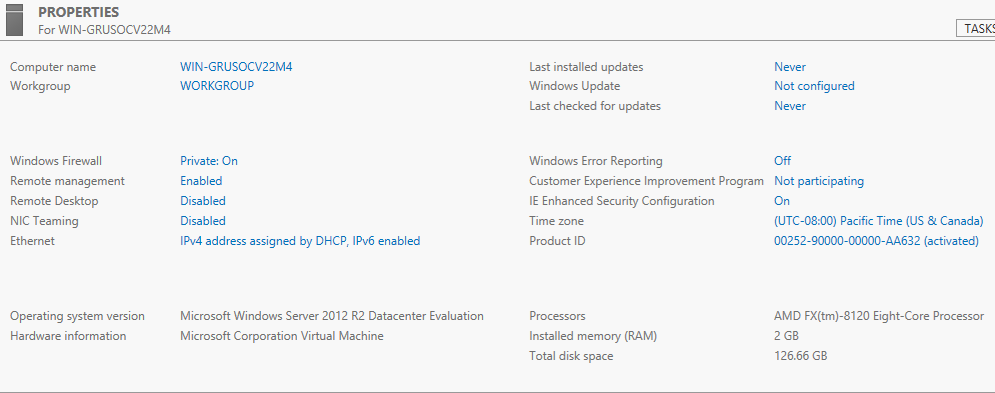 PROPERTIES
For WIN-GRUSOCV22M4
TASKS
Computer name WIN-GRUSOCV22M4 Last installed updates Never
Workgroup WORKGROUP Windows Update Not configured
Last checked for updates Never
Windows Firewall Private: On Windows Error Reporting Off
Remote management Enabled Customer Experience Improvement Program Not participating
Remote Desktop Disabled IE Enhanced Security Configuration On
NIC Teaming Disabled Time zone (UTC-08:00) Pacific Time (US & Canada)
Ethernet IPv4 address assigned by DHCP, IPv6 enabled Product ID 00252-90000-00000-AA632 (activated)
Operating system version Microsoft Windows Server 2012 R2 Datacenter Evaluation Processors AMD FX(tm)-8120 Eight-Core Processor
Hardware information Microsoft Corporation Virtual Machine Installed memory (RAM) 2 GB
Total disk space 126.66 GB